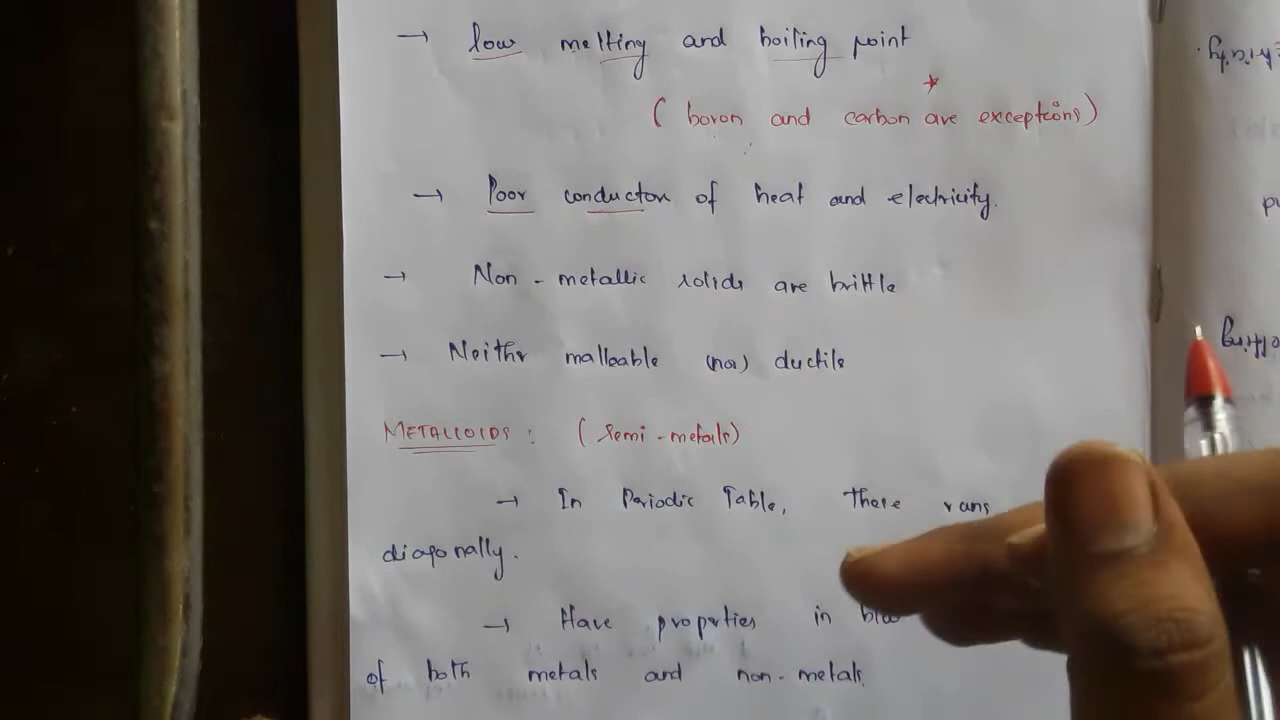 → low melting and boiling point
( boron and carbon are exceptions)
→ Poor conductor of heat and electricity.
→ Non - metallic solids are brittle
→ Neithr malleable (nor) ductile
METALLOIDS : ( semi - metals)
→ In Periodic Table, These rans
diagonally.
→ Have properties in
of both metals and non - metals.